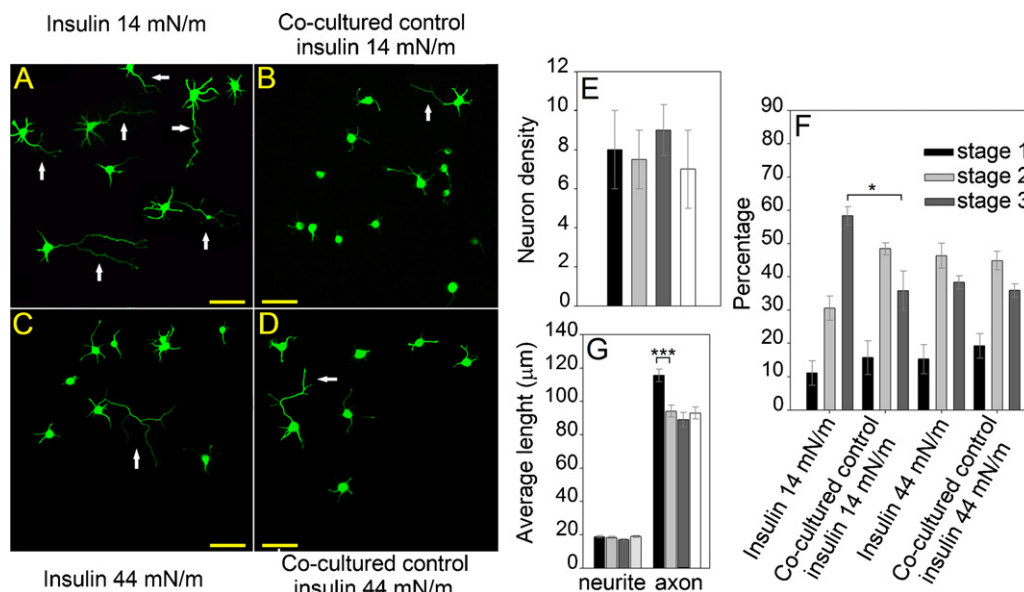 Insulin 14 mN/m
Co-cultured control
insulin 14 mN/m
A
B
C
D
Insulin 44 mN/m
Co-cultured control
insulin 44 mN/m
E
Neuron density
12
10
8
6
4
2
0
G
***
Average lenght (μm)
140
120
100
80
60
40
20
0
neurite axon
F
Percentage
90
80
70
60
50
40
30
20
10
0
*
stage 1
stage 2
stage 3
Insulin 14 mN/m
Co-cultured control
insulin 14 mN/m
Insulin 44 mN/m
Co-cultured control
insulin 44 mN/m